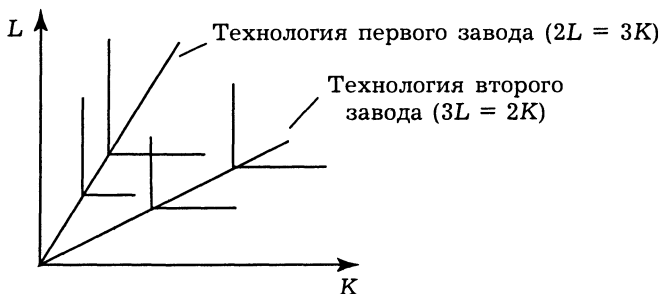 L
Технология первого завода (2L = 3K)
Технология второго
завода (3L = 2K)
K